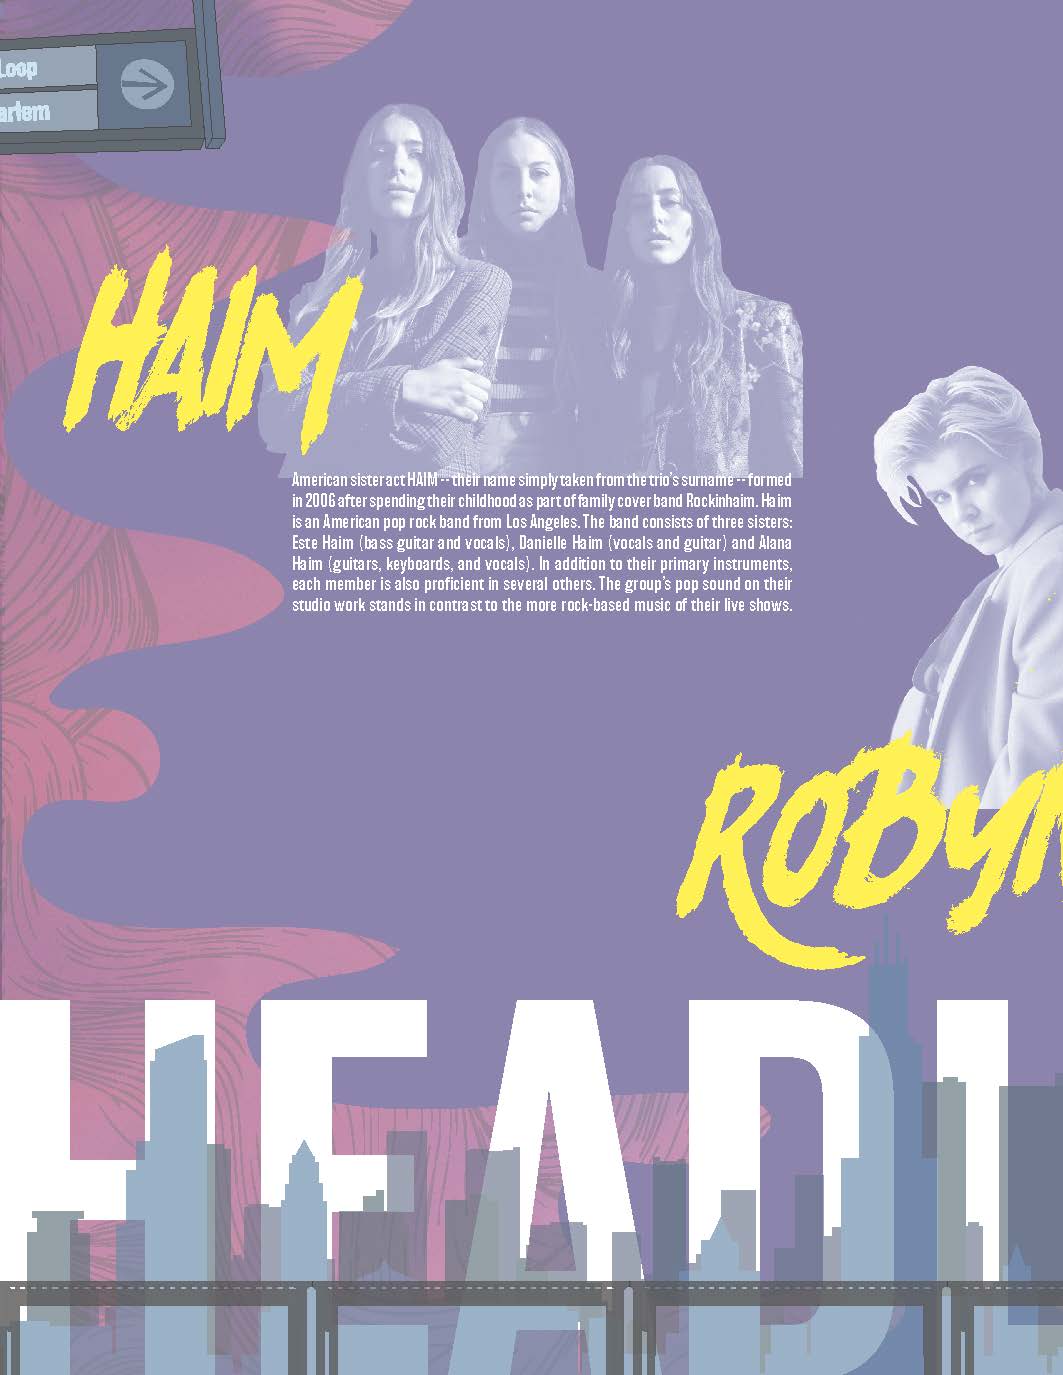 Loop
arlem
HAIM
American sister act HAIM -- their name simply taken from the trio's surname -- formed
in 2006 after spending their childhood as part of family cover band Rockinhaim. Haim
is an American pop rock band from Los Angeles. The band consists of three sisters:
Este Haim (bass guitar and vocals), Danielle Haim (vocals and guitar) and Alana
Haim (guitars, keyboards, and vocals). In addition to their primary instruments,
each member is also proficient in several others. The group's pop sound on their
studio work stands in contrast to the more rock-based music of their live shows.
ROBYN
HEADL